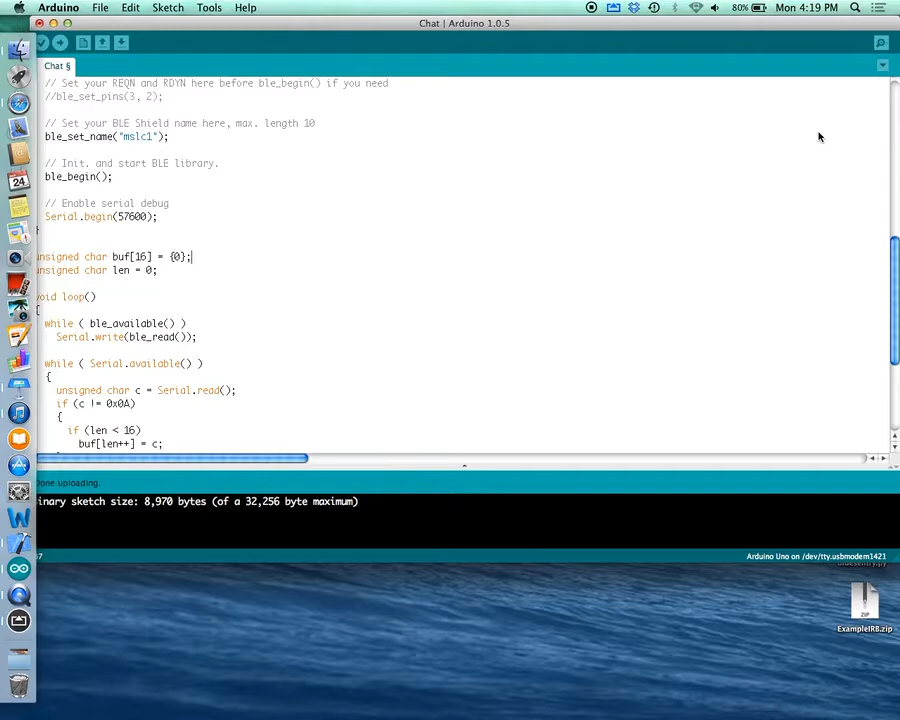 Arduino File Edit Sketch Tools Help 80% Mon 4:19 PM
Chat | Arduino 1.0.5
Chat §
// Set your REQN and RDYN here before ble_begin() if you need
//ble_set_pins(3, 2);
// Set your BLE Shield name here, max. length 10
ble_set_name("mslc1");
// Init. and start BLE library.
ble_begin();
// Enable serial debug
Serial.begin(57600);
}
unsigned char buf[16] = {0};
unsigned char len = 0;
void loop()
{
while ( ble_available() )
Serial.write(ble_read());
while ( Serial.available() )
{
unsigned char c = Serial.read();
if (c != 0x0A)
{
if (len < 16)
buf[len++] = c;
Done uploading.
inary sketch size: 8,970 bytes (of a 32,256 byte maximum)
37 Arduino Uno on /dev/tty.usbmodem1421
24
ZIP
ExampleIRB.zip